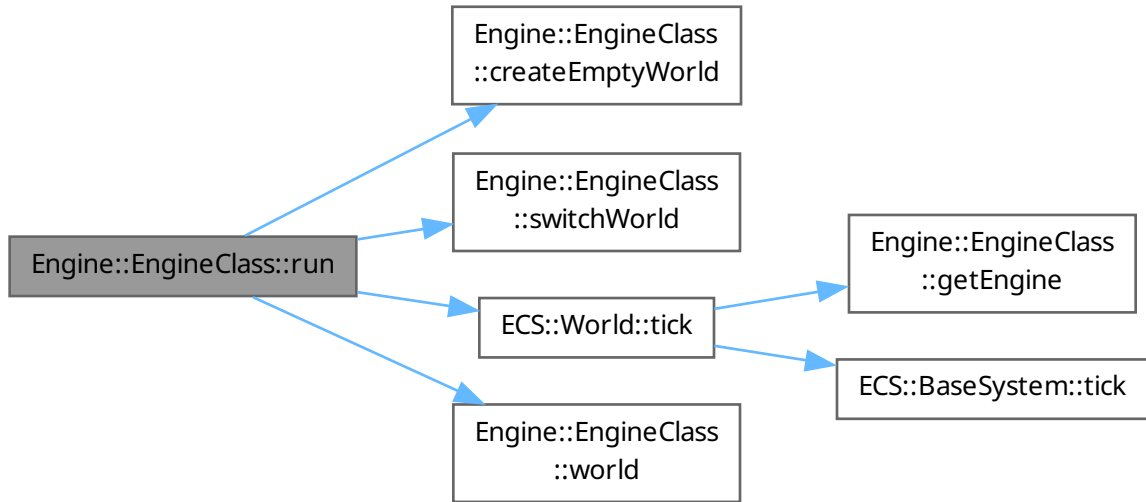 Engine::EngineClass
::createEmptyWorld
Engine::EngineClass
::switchWorld
Engine::EngineClass::run
ECS::World::tick
Engine::EngineClass
::getEngine
ECS::BaseSystem::tick
Engine::EngineClass
::world